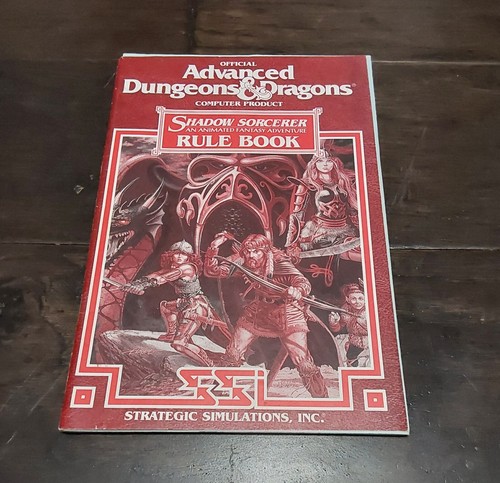 OFFICIAL
Advanced
Dungeons & Dragons®
COMPUTER PRODUCT
SHADOW SORCERER
AN ANIMATED FANTASY ADVENTURE
RULE BOOK
SSi
STRATEGIC SIMULATIONS, INC.®